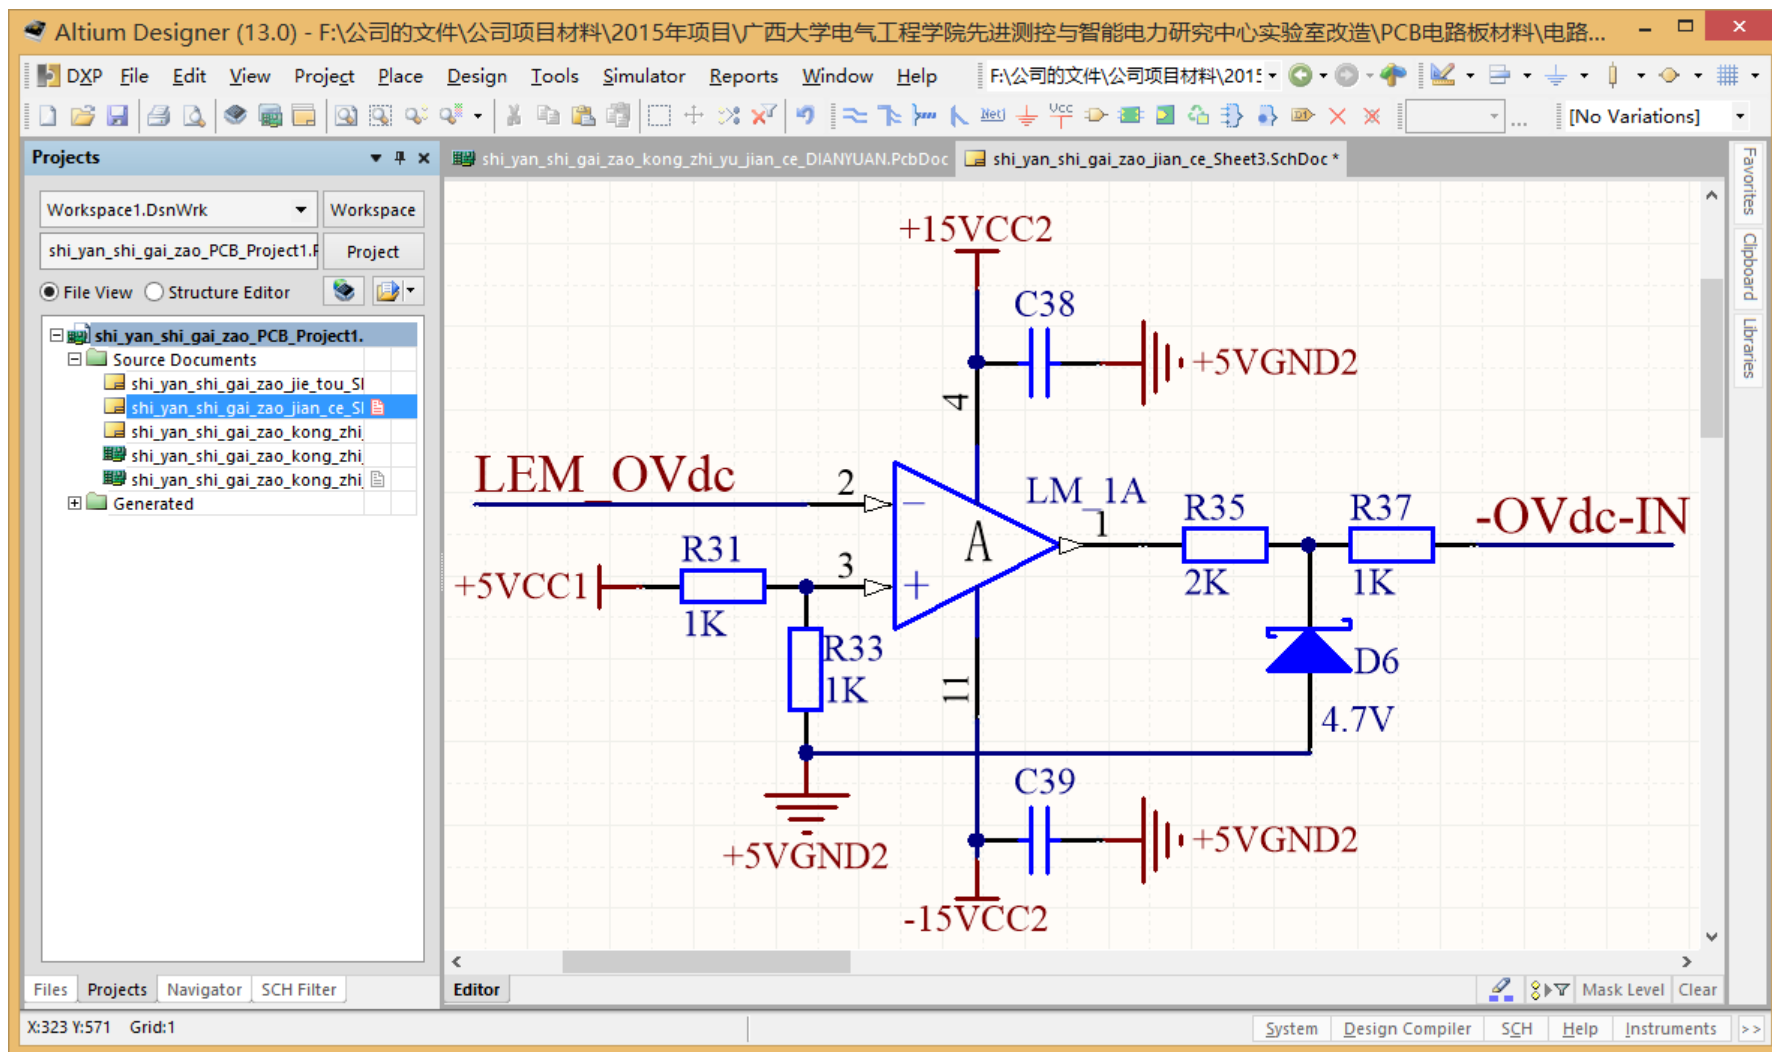 Altium Designer (13.0) - F:\公司的文件\公司项目材料\2015年项目\广西大学电气工程学院先进测控与智能电力研究中心实验室改造\PCB电路板材料\电路...
DXP File Edit View Project Place Design Tools Simulator Reports Window Help F:\公司的文件\公司项目材料\2015
Net Vcc D1 ... [No Variations]
Projects
shi_yan_shi_gai_zao_kong_zhi_yu_jian_ce_DIANYUAN.PcbDoc shi_yan_shi_gai_zao_jian_ce_Sheet3.SchDoc *
Workspace1.DsnWrk Workspace
shi_yan_shi_gai_zao_PCB_Project1.F Project
File View Structure Editor
shi_yan_shi_gai_zao_PCB_Project1.
Source Documents
shi_yan_shi_gai_zao_jie_tou_Sl
shi_yan_shi_gai_zao_jian_ce_Sl
shi_yan_shi_gai_zao_kong_zhi_
shi_yan_shi_gai_zao_kong_zhi_
shi_yan_shi_gai_zao_kong_zhi_
Generated
+15VCC2
C38
+5VGND2
4
LEM_OVdc
2
LM_1A
1
R35
R37
-OVdc-IN
A
R31
3
+5VCC1
2K
1K
1K
R33
1K
11
D6
4.7V
C39
+5VGND2
+5VGND2
-15VCC2
Favorites
Clipboard
Libraries
Files Projects Navigator SCH Filter
Editor
Mask Level Clear
X:323 Y:571 Grid:1
System Design Compiler SCH Help Instruments >>